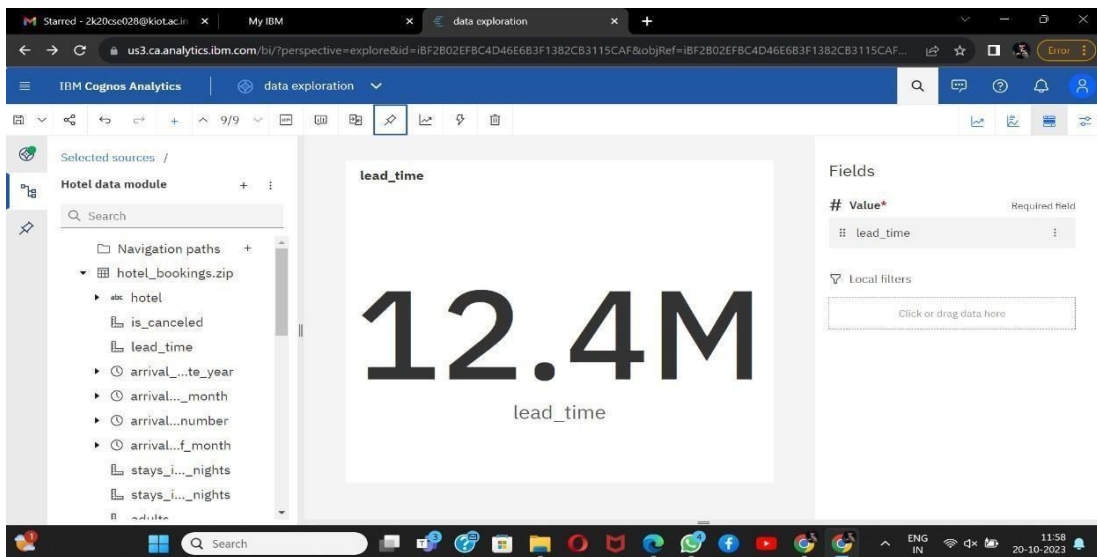 Starred - 2k20cse028@kiot.ac.in
My IBM
data exploration
us3.ca.analytics.ibm.com/bi/?perspective=explore&id=iBF2B02EFBC4D46E6B3F1382CB3115CAF&objRef=iBF2B02EFBC4D46E6B3F1382CB3115CAF...
Error
IBM Cognos Analytics
data exploration
9/9
Selected sources /
Hotel data module
Search
Navigation paths
hotel_bookings.zip
abc hotel
is_canceled
lead_time
arrival_...te_year
arrival..._month
arrival...number
arrival...f_month
stays_i..._nights
stays_i..._nights
adults
lead_time
12.4M
lead_time
Fields
# Value*
Required field
lead_time
Local filters
Click or drag data here
Search
ENG
IN
11:58
20-10-2023